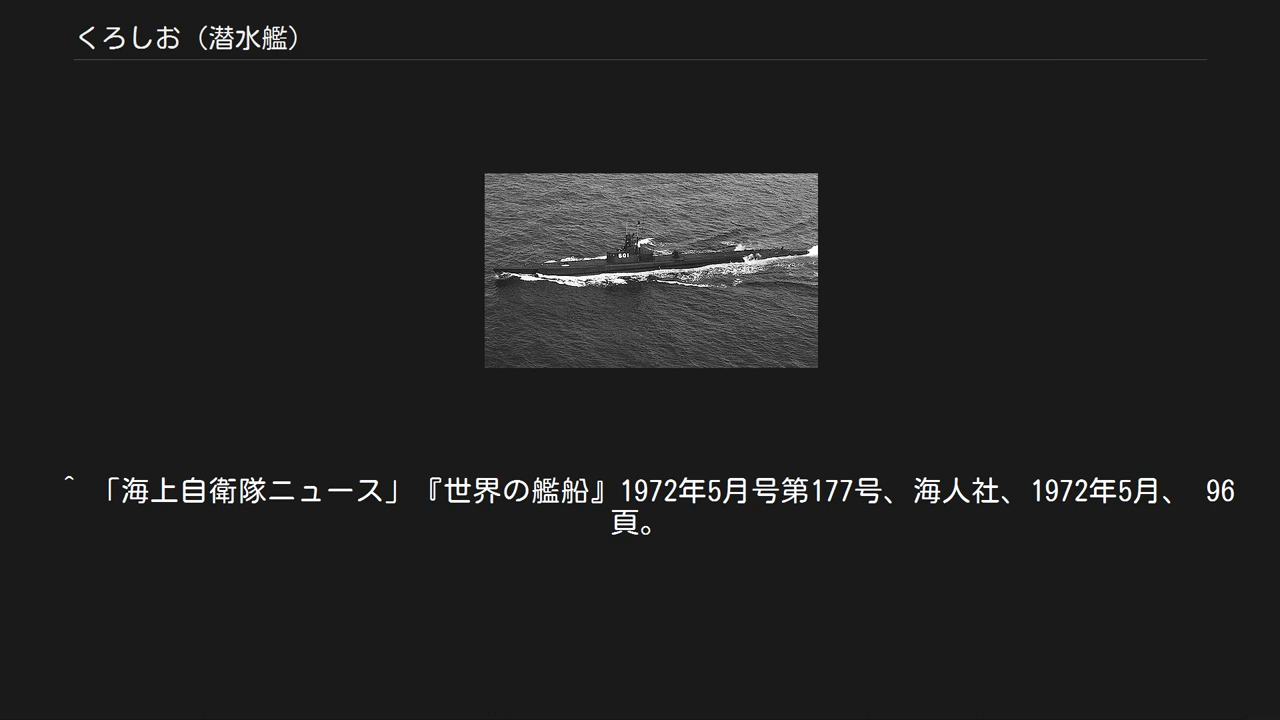 くろしお（潜水艦）
601
^ 「海上自衛隊ニュース」『世界の艦船』1972年5月号第177号、海人社、1972年5月、 96
頁。